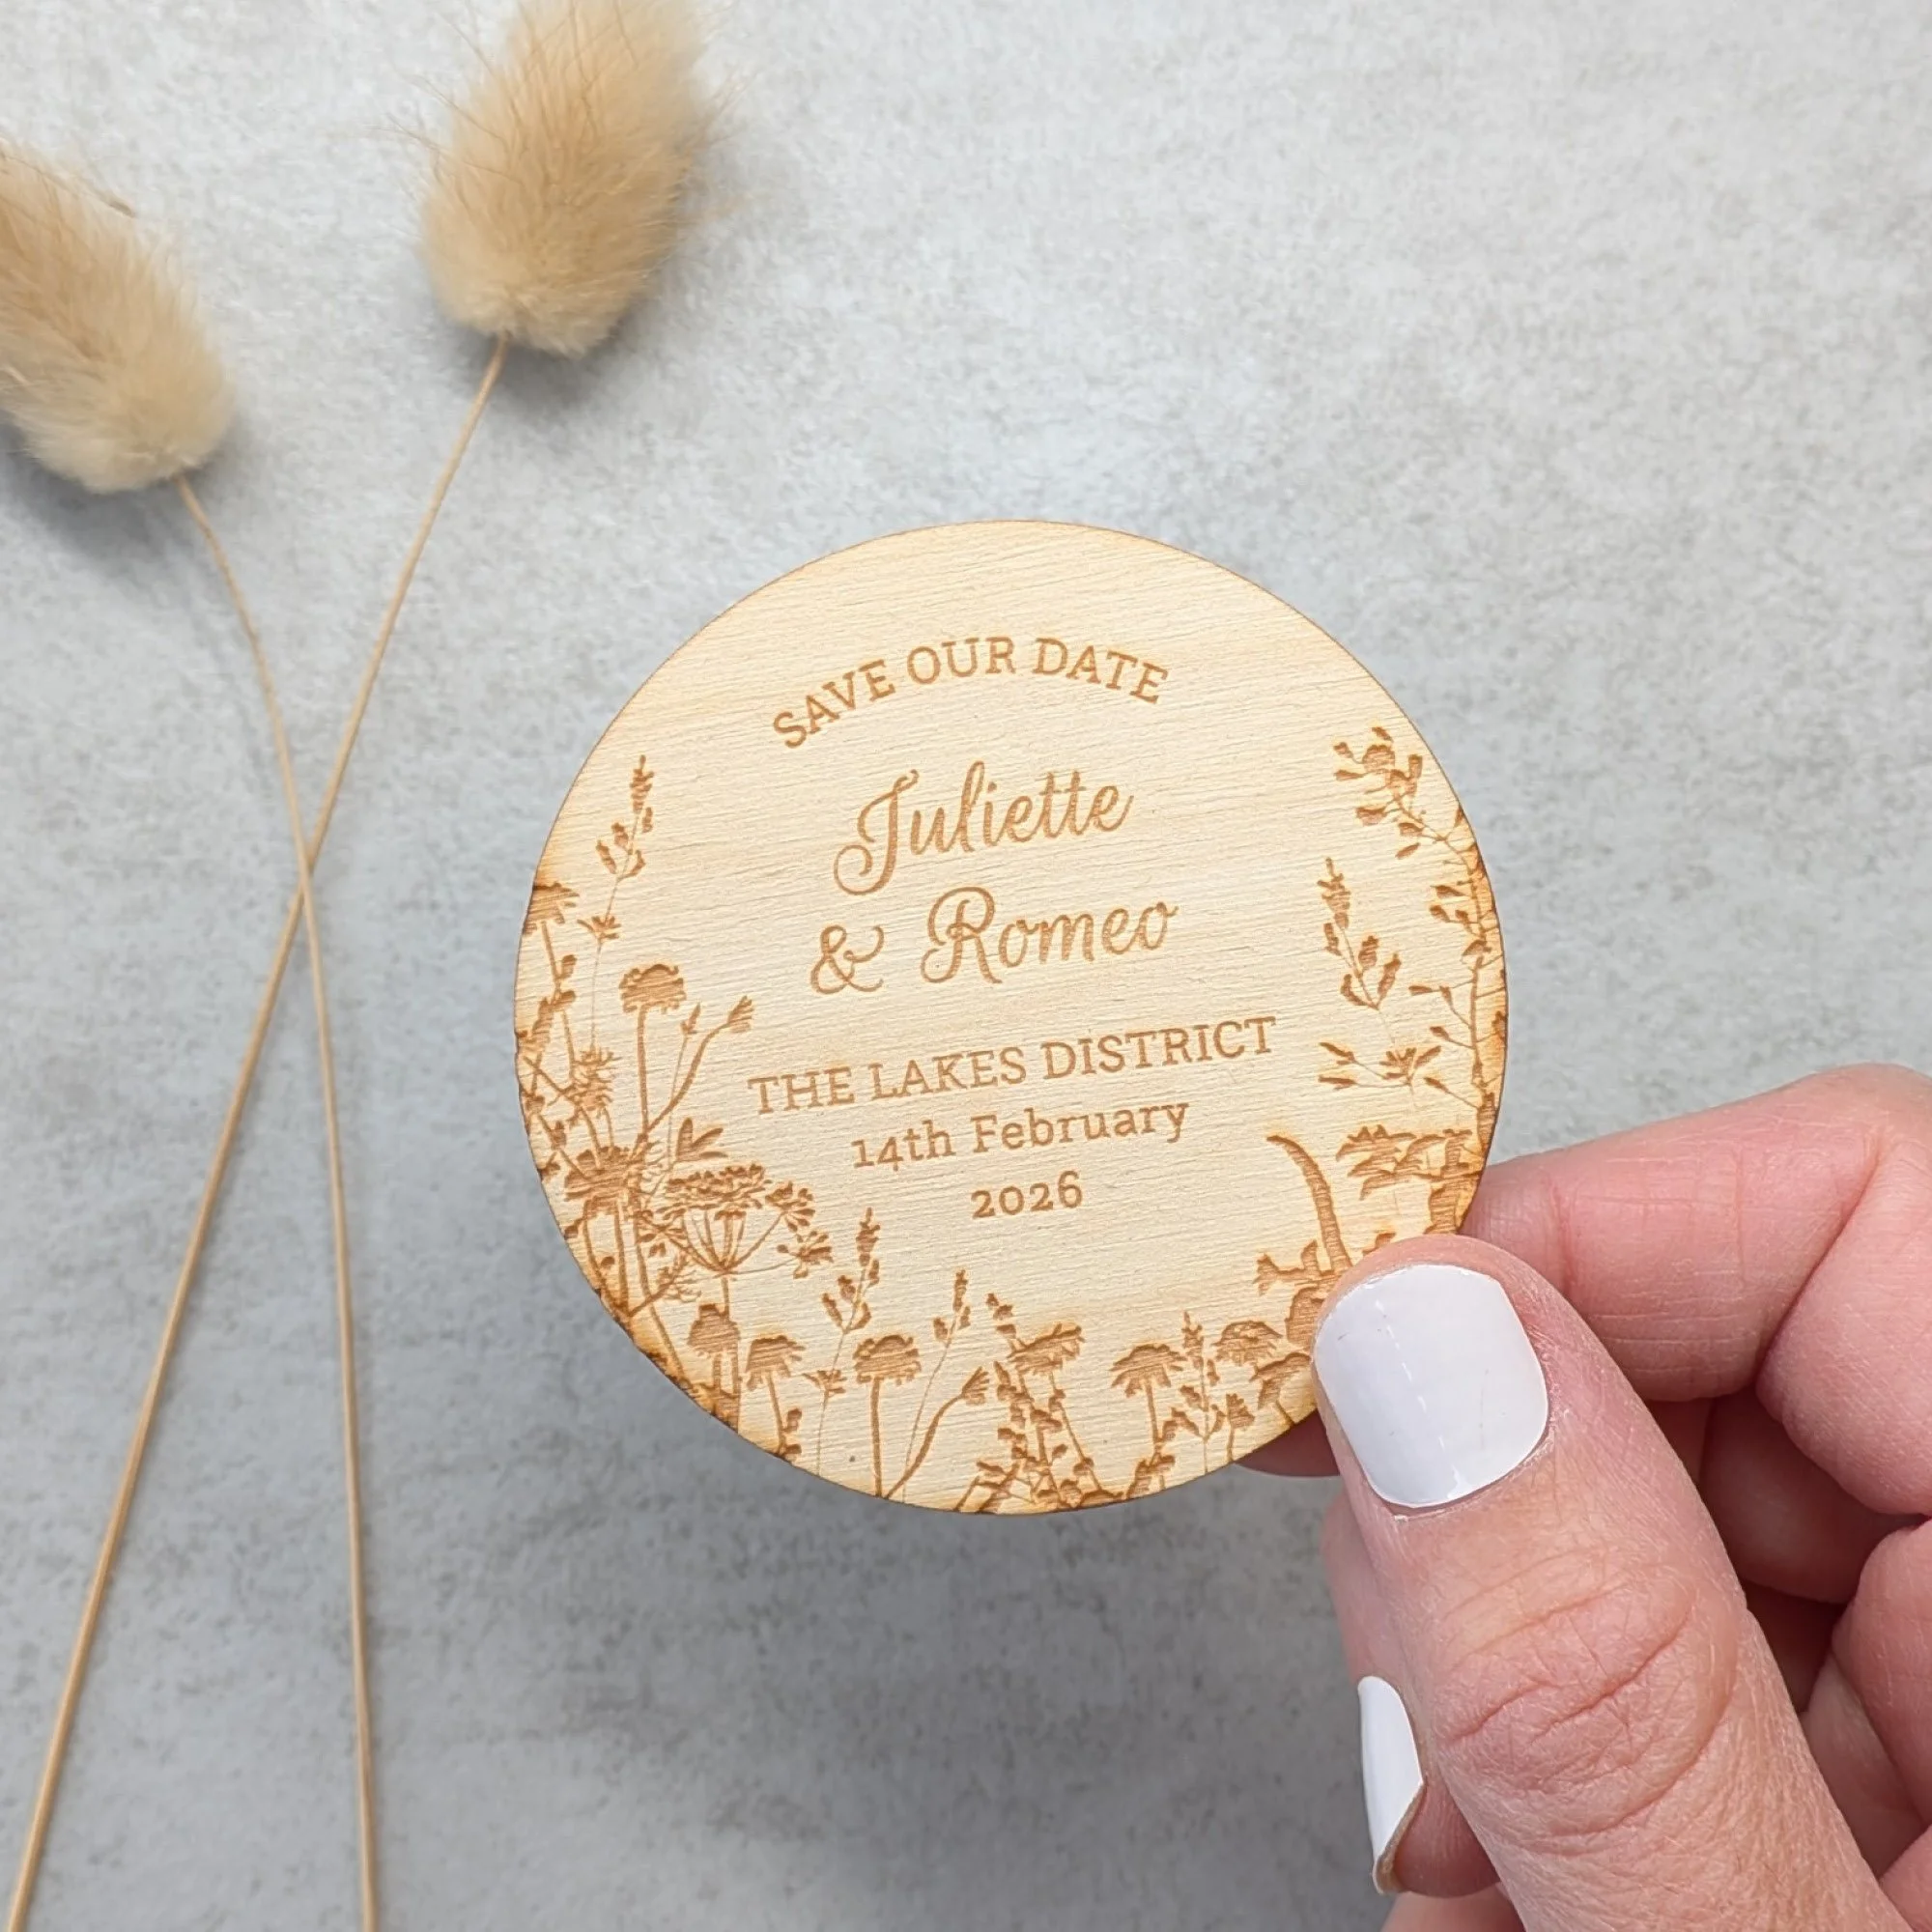 SAVE OUR DATE
Juliette
& Romeo
THE LAKES DISTRICT
14th February
2026